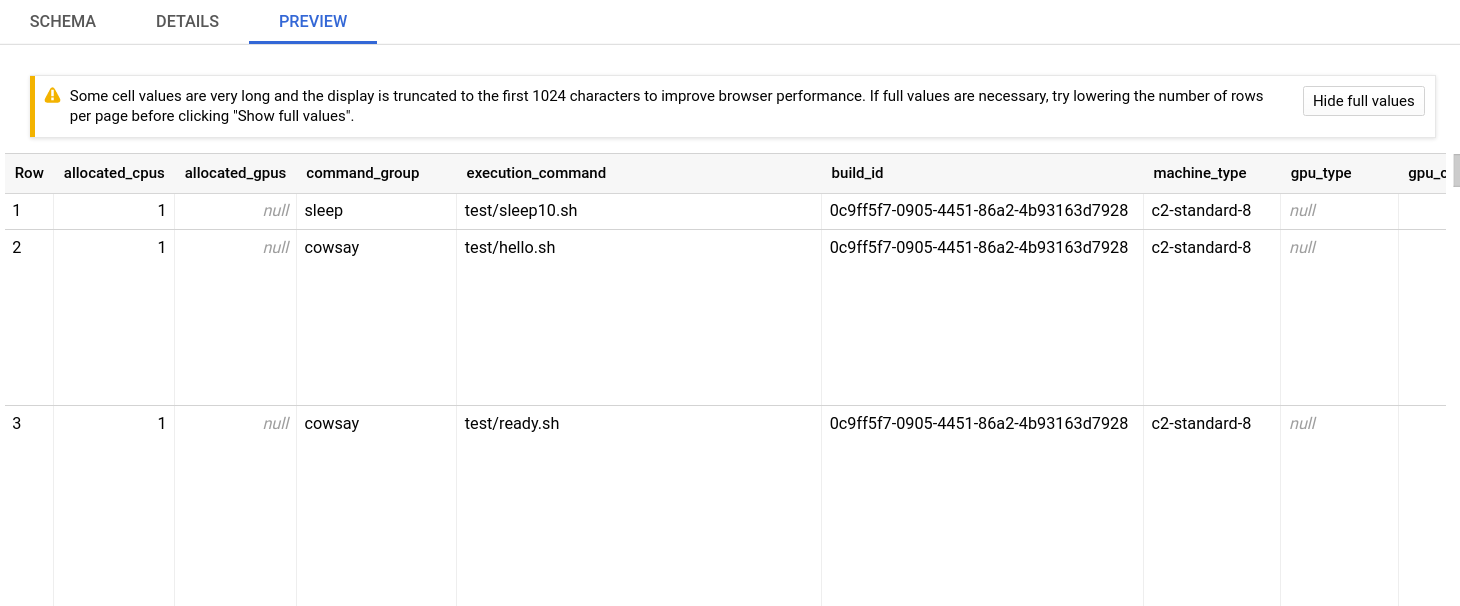 SCHEMA DETAILS PREVIEW
Some cell values are very long and the display is truncated to the first 1024 characters to improve browser performance. If full values are necessary, try lowering the number of rows
per page before clicking "Show full values".
Hide full values
Row allocated_cpus allocated_gpus command_group execution_command build_id machine_type gpu_type gpu_c
1 1 null sleep test/sleep10.sh 0c9ff5f7-0905-4451-86a2-4b93163d7928 c2-standard-8 null
2 1 null cowsay test/hello.sh 0c9ff5f7-0905-4451-86a2-4b93163d7928 c2-standard-8 null
3 1 null cowsay test/ready.sh 0c9ff5f7-0905-4451-86a2-4b93163d7928 c2-standard-8 null